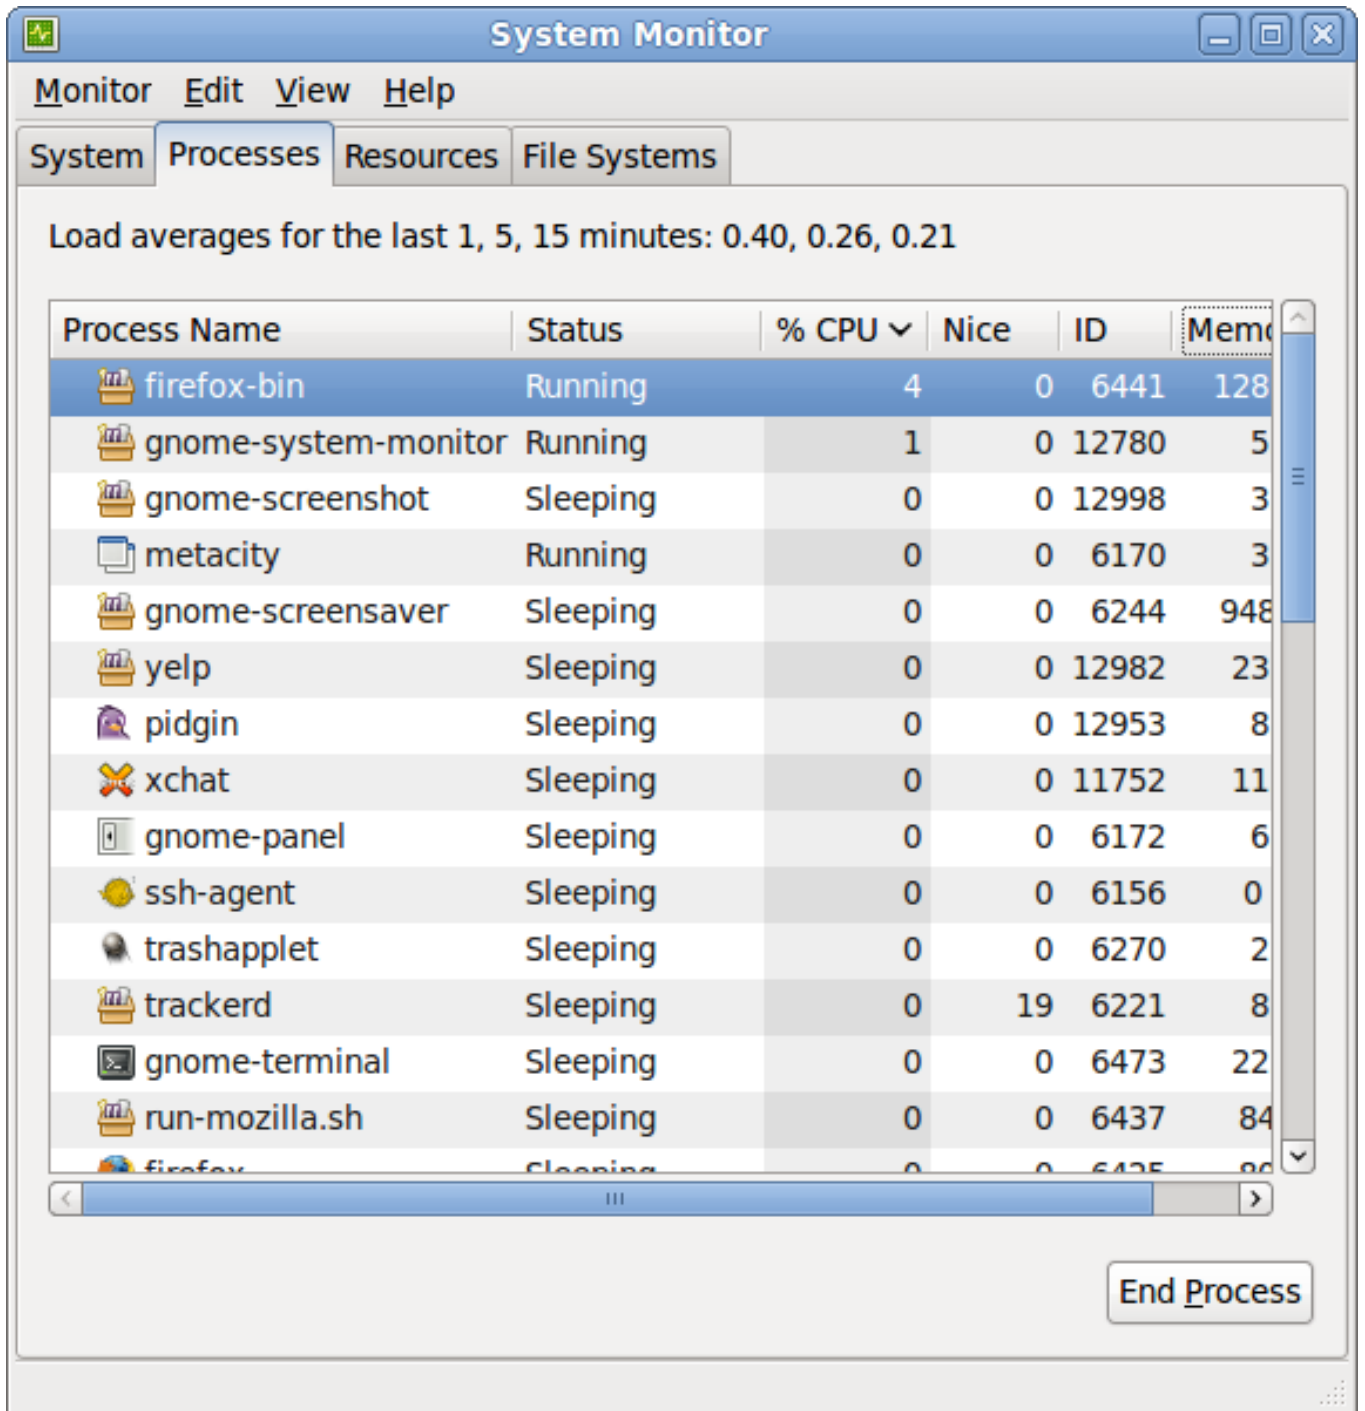 System Monitor
Monitor Edit View Help
System Processes Resources File Systems
Load averages for the last 1, 5, 15 minutes: 0.40, 0.26, 0.21
Process Name Status % CPU Nice ID
firefox-bin Running 4 0 6441 128
gnome-system-monitor Running 1 0 12780 5
gnome-screenshot Sleeping 0 0 12998 3
metacity Running 0 0 6170 3
gnome-screensaver Sleeping 0 0 6244 948
yelp Sleeping 0 0 12982 23
pidgin Sleeping 0 0 12953 8
xchat Sleeping 0 0 11752 11
gnome-panel Sleeping 0 0 6172 6
ssh-agent Sleeping 0 0 6156 0
trashapplet Sleeping 0 0 6270 2
trackerd Sleeping 0 19 6221 8
gnome-terminal Sleeping 0 0 6473 22
run-mozilla.sh Sleeping 0 0 6437 84
firefox Sleeping 0 0
End Process